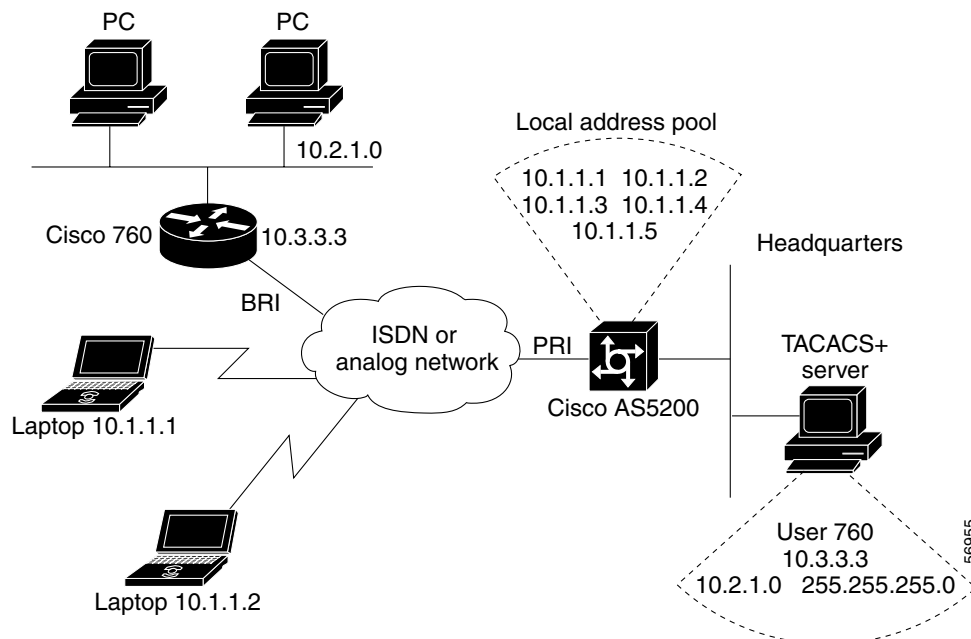 PC PC
10.2.1.0
Cisco 760
10.3.3.3
BRI
ISDN or
analog network
PRI
Laptop 10.1.1.1
Laptop 10.1.1.2
Local address pool
10.1.1.1 10.1.1.2
10.1.1.3 10.1.1.4
10.1.1.5
Cisco AS5200
Headquarters
TACACS+
server
User 760
10.3.3.3
10.2.1.0 255.255.255.0
56955